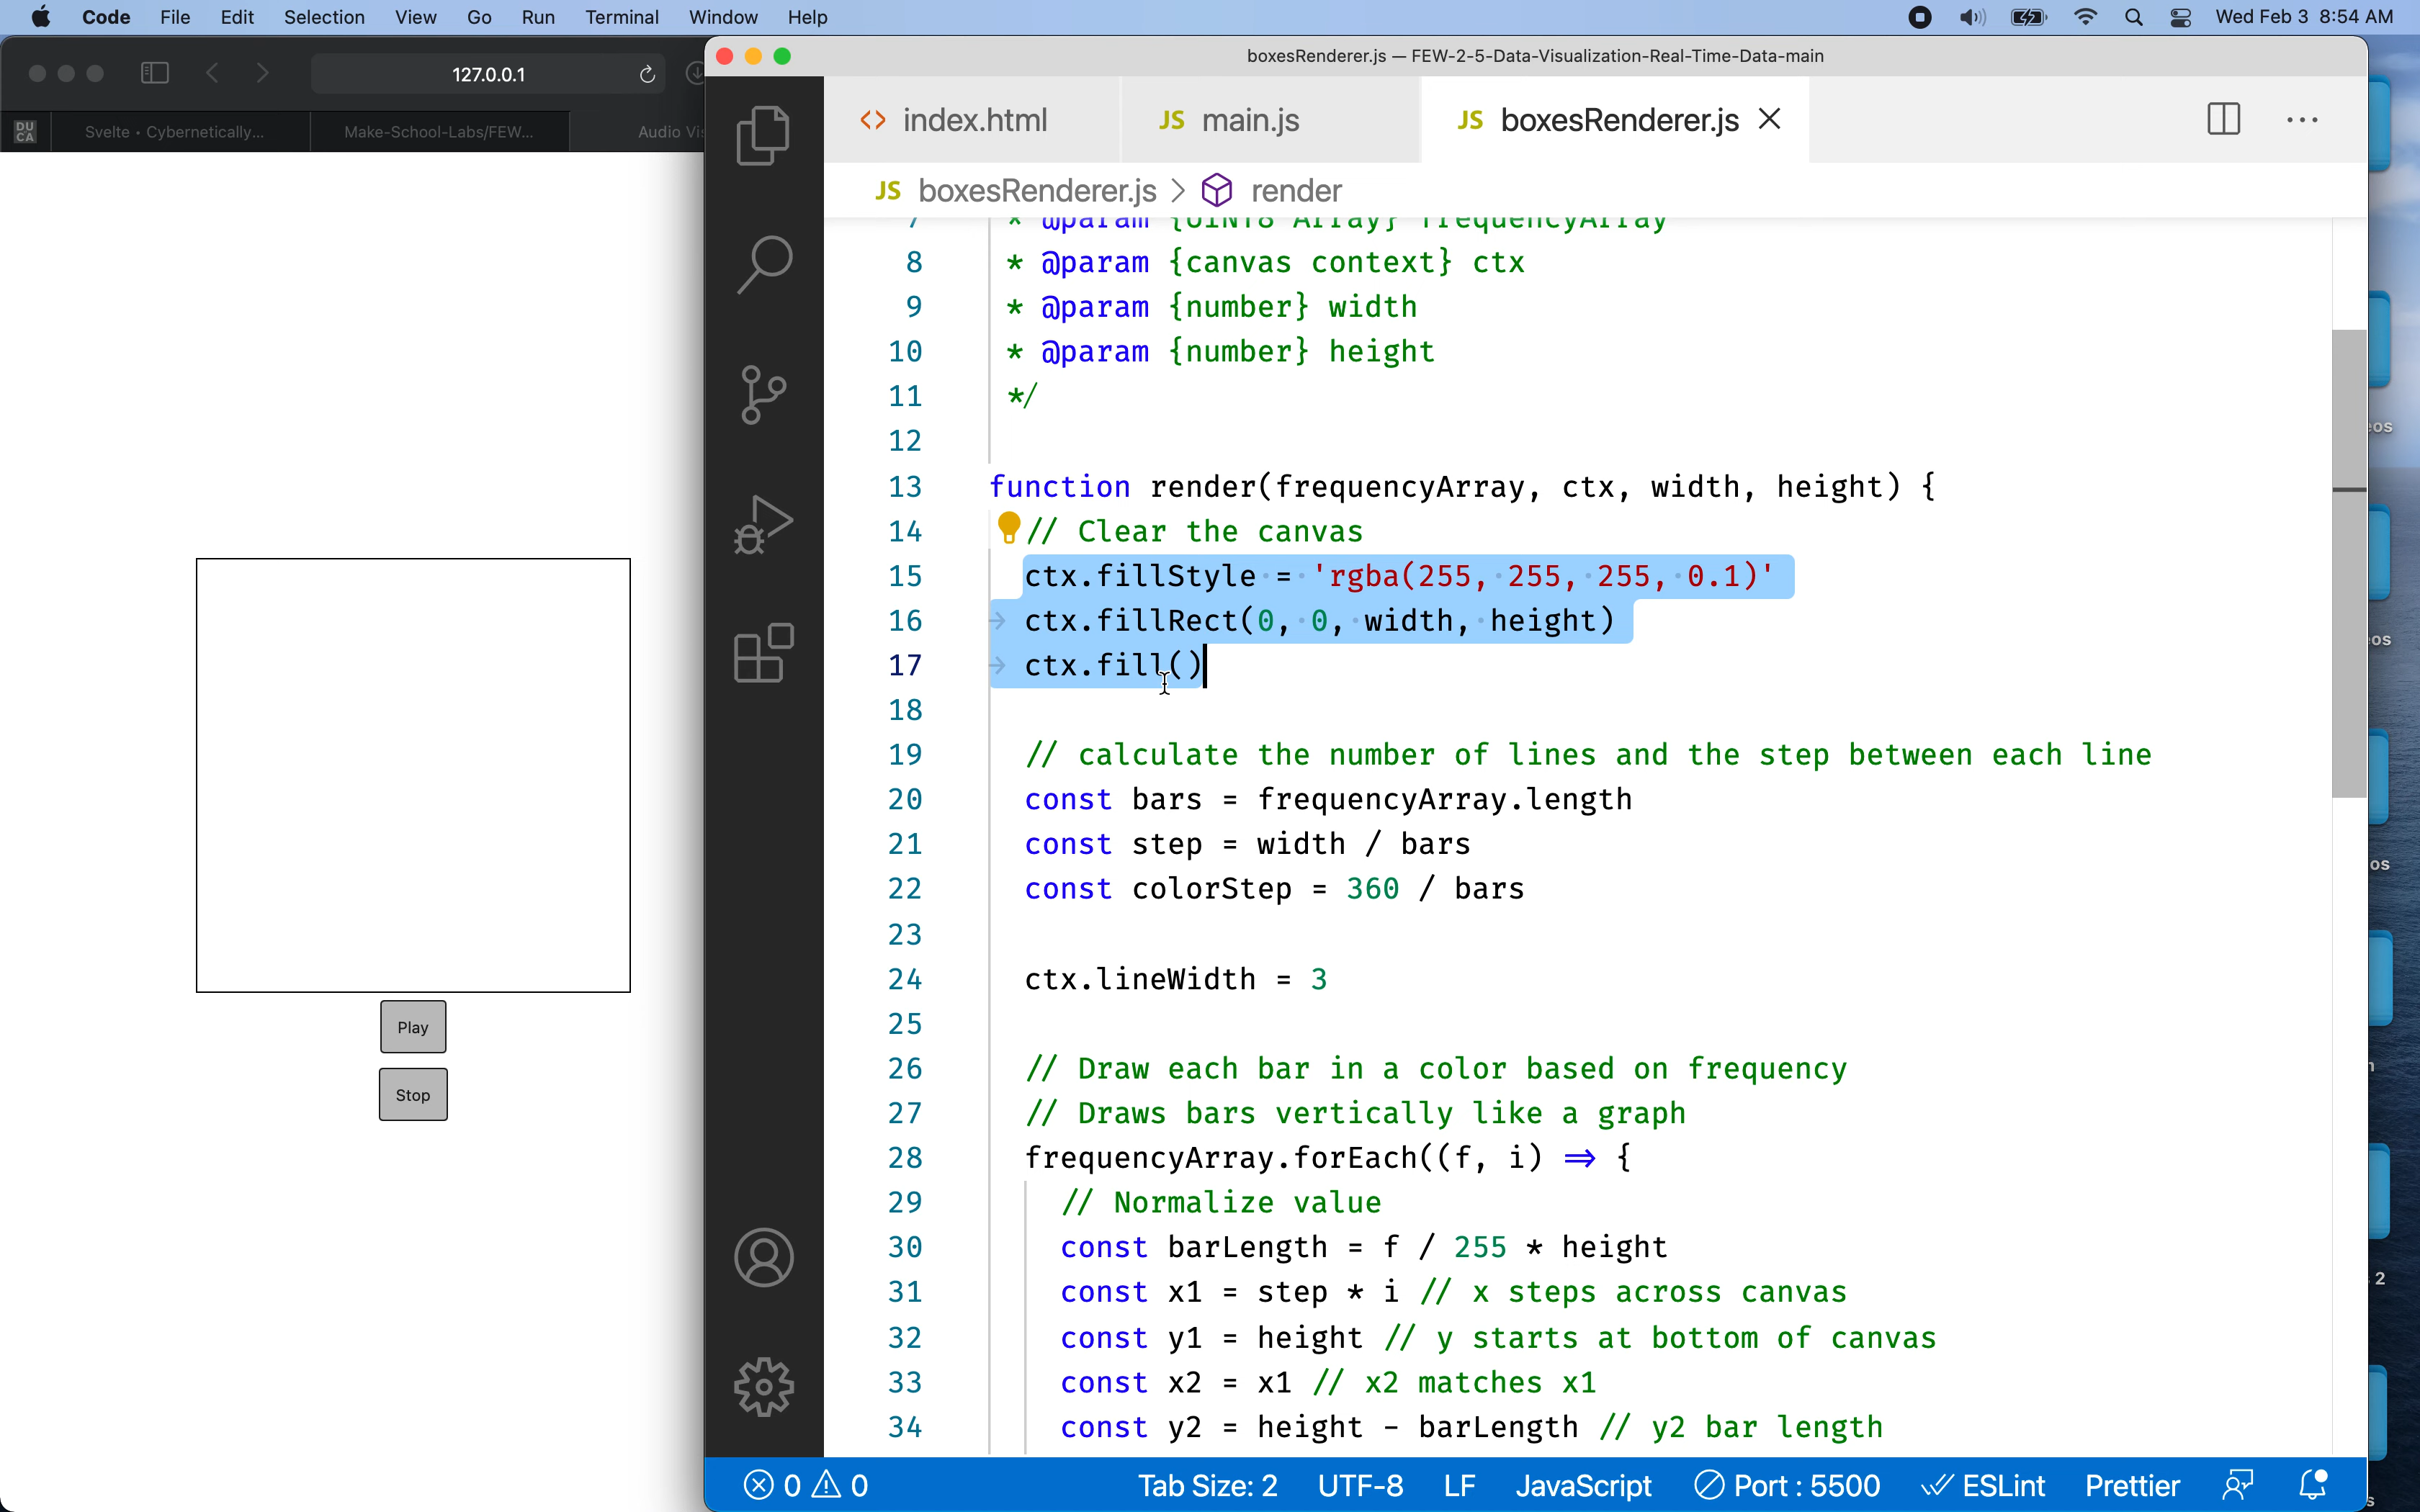 Code File Edit Selection View Go Run Terminal Window Help
Wed Feb 3 8:54 AM
127.0.0.1
DU
CA
Svelte • Cybernetically...
Make-School-Labs/FEW...
Audio Vi
Play
Stop
boxesRenderer.js — FEW-2-5-Data-Visualization-Real-Time-Data-main
<> index.html
JS main.js
JS boxesRenderer.js
JS boxesRenderer.js > render
7 * @param {UINT8 Array} frequencyArray
8 * @param {canvas context} ctx
9 * @param {number} width
10 * @param {number} height
11 */
12
13 function render(frequencyArray, ctx, width, height) {
14 // Clear the canvas
15 ctx.fillStyle = 'rgba(255, 255, 255, 0.1)'
16 ctx.fillRect(0, 0, width, height)
17 ctx.fill()
18
19 // calculate the number of lines and the step between each line
20 const bars = frequencyArray.length
21 const step = width / bars
22 const colorStep = 360 / bars
23
24 ctx.lineWidth = 3
25
26 // Draw each bar in a color based on frequency
27 // Draws bars vertically like a graph
28 frequencyArray.forEach((f, i) => {
29 // Normalize value
30 const barLength = f / 255 * height
31 const x1 = step * i // x steps across canvas
32 const y1 = height // y starts at bottom of canvas
33 const x2 = x1 // x2 matches x1
34 const y2 = height - barLength // y2 bar length
0 0 Tab Size: 2 UTF-8 LF JavaScript Port : 5500 ESLint Prettier
eos
os
os
2